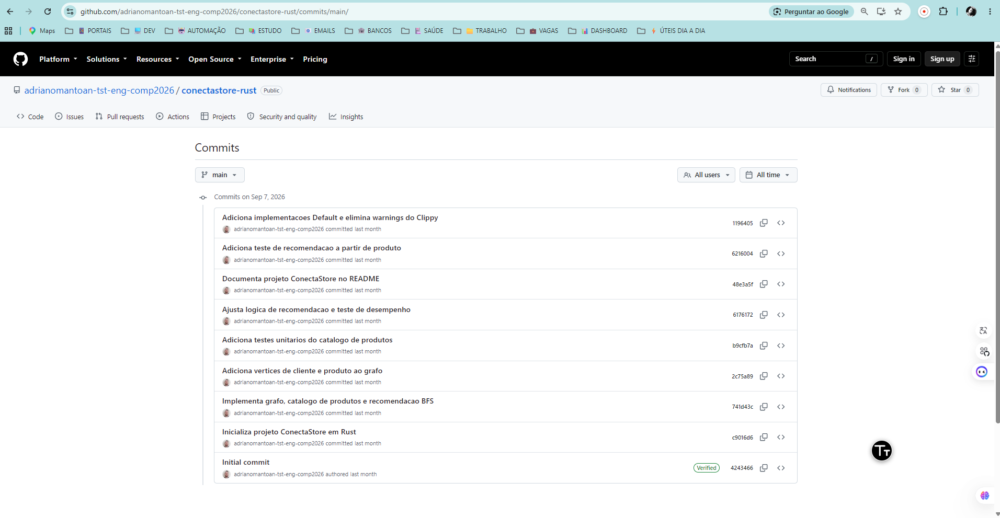 github.com/adrianomantoan-tst-eng-comp2026/conectastore-rust/commits/main/
Perguntar ao Google
Maps
PORTAIS
DEV
AUTOMAÇÃO
ESTUDO
EMAILS
BANCOS
SAÚDE
TRABALHO
VAGAS
DASHBOARD
ÚTEIS DIA A DIA
Platform
Solutions
Resources
Open Source
Enterprise
Pricing
Search /
Sign in
Sign up
adrianomantoan-tst-eng-comp2026 / conectastore-rust Public
Notifications
Fork 0
Star 0
Code
Issues
Pull requests
Actions
Projects
Security and quality
Insights
Commits
main
All users
All time
Commits on Sep 7, 2026
Adiciona implementacoes Default e elimina warnings do Clippy
adrianomantoan-tst-eng-comp2026 committed last month
1196405
Adiciona teste de recomendacao a partir de produto
adrianomantoan-tst-eng-comp2026 committed last month
6216004
Documenta projeto ConectaStore no README
adrianomantoan-tst-eng-comp2026 committed last month
48e3a5f
Ajusta logica de recomendacao e teste de desempenho
adrianomantoan-tst-eng-comp2026 committed last month
6176172
Adiciona testes unitarios do catalogo de produtos
adrianomantoan-tst-eng-comp2026 committed last month
b9cfb7a
Adiciona vertices de cliente e produto ao grafo
adrianomantoan-tst-eng-comp2026 committed last month
2c75a89
Implementa grafo, catalogo de produtos e recomendacao BFS
adrianomantoan-tst-eng-comp2026 committed last month
741d43c
Inicializa projeto ConectaStore em Rust
adrianomantoan-tst-eng-comp2026 committed last month
c9016d6
Initial commit
adrianomantoan-tst-eng-comp2026 authored last month
Verified
4243466
TT